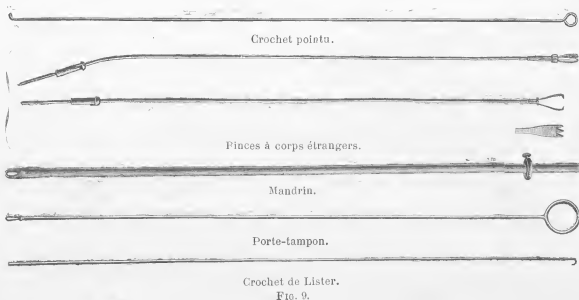 Crochet pointu.
Pinces à corps étrangers.
Mandrin.
Porte-tampon.
Crochet de Lister.
FIG. 9.